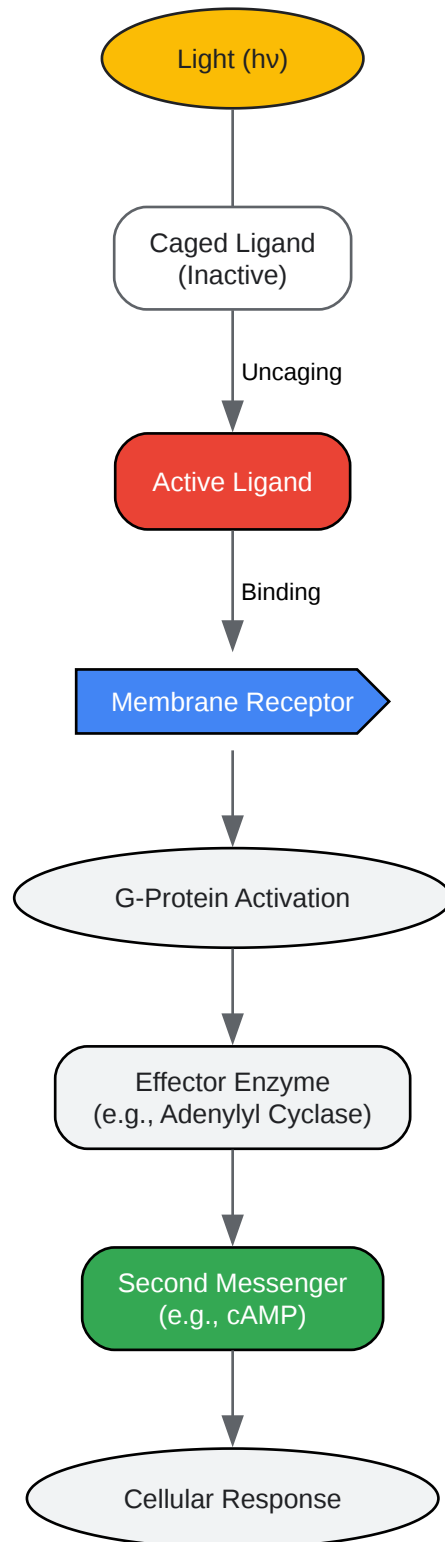 Light (hν)
Caged Ligand
(Inactive)
Uncaging
Active Ligand
Binding
Membrane Receptor
G-Protein Activation
Effector Enzyme
(e.g., Adenylyl Cyclase)
Second Messenger
(e.g., cAMP)
Cellular Response